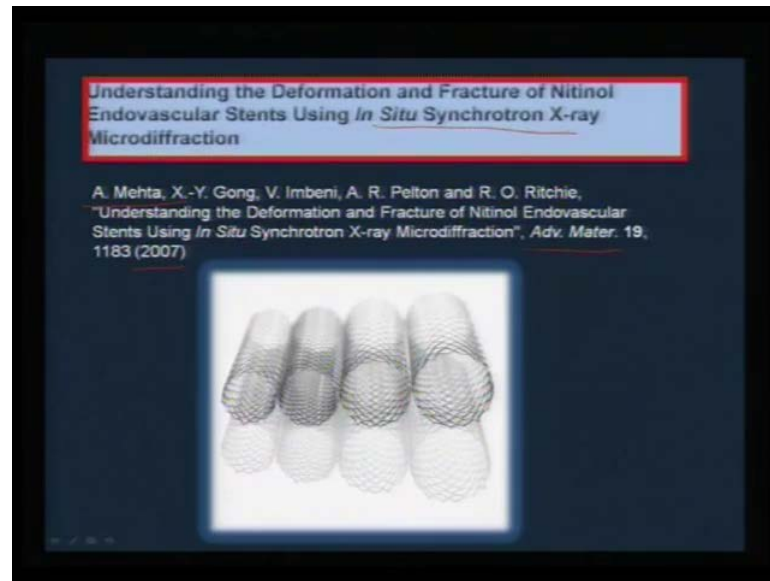 Understanding the Deformation and Fracture of Nitinol
Endovascular Stents Using In Situ Synchrotron X-ray
Microdiffraction
A. Mehta, X.-Y. Gong, V. Imbeni, A. R. Pelton and R. O. Ritchie,
"Understanding the Deformation and Fracture of Nitinol Endovascular
Stents Using In Situ Synchrotron X-ray Microdiffraction", Adv. Mater. 19,
1183 (2007)